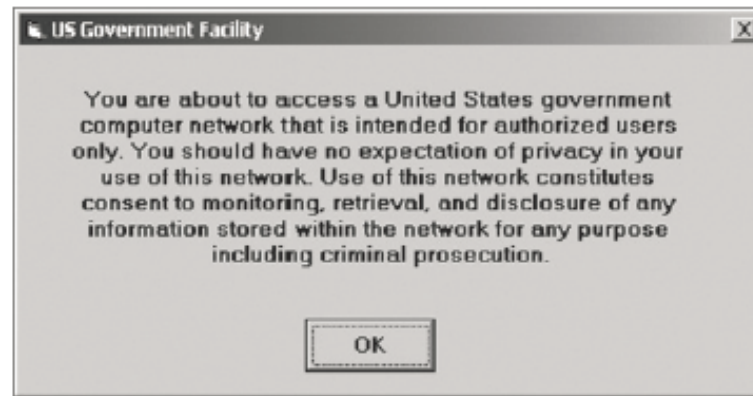 US Government Facility
You are about to access a United States government
computer network that is intended for authorized users
only. You should have no expectation of privacy in your
use of this network. Use of this network constitutes
consent to monitoring, retrieval, and disclosure of any
information stored within the network for any purpose
including criminal prosecution.
OK